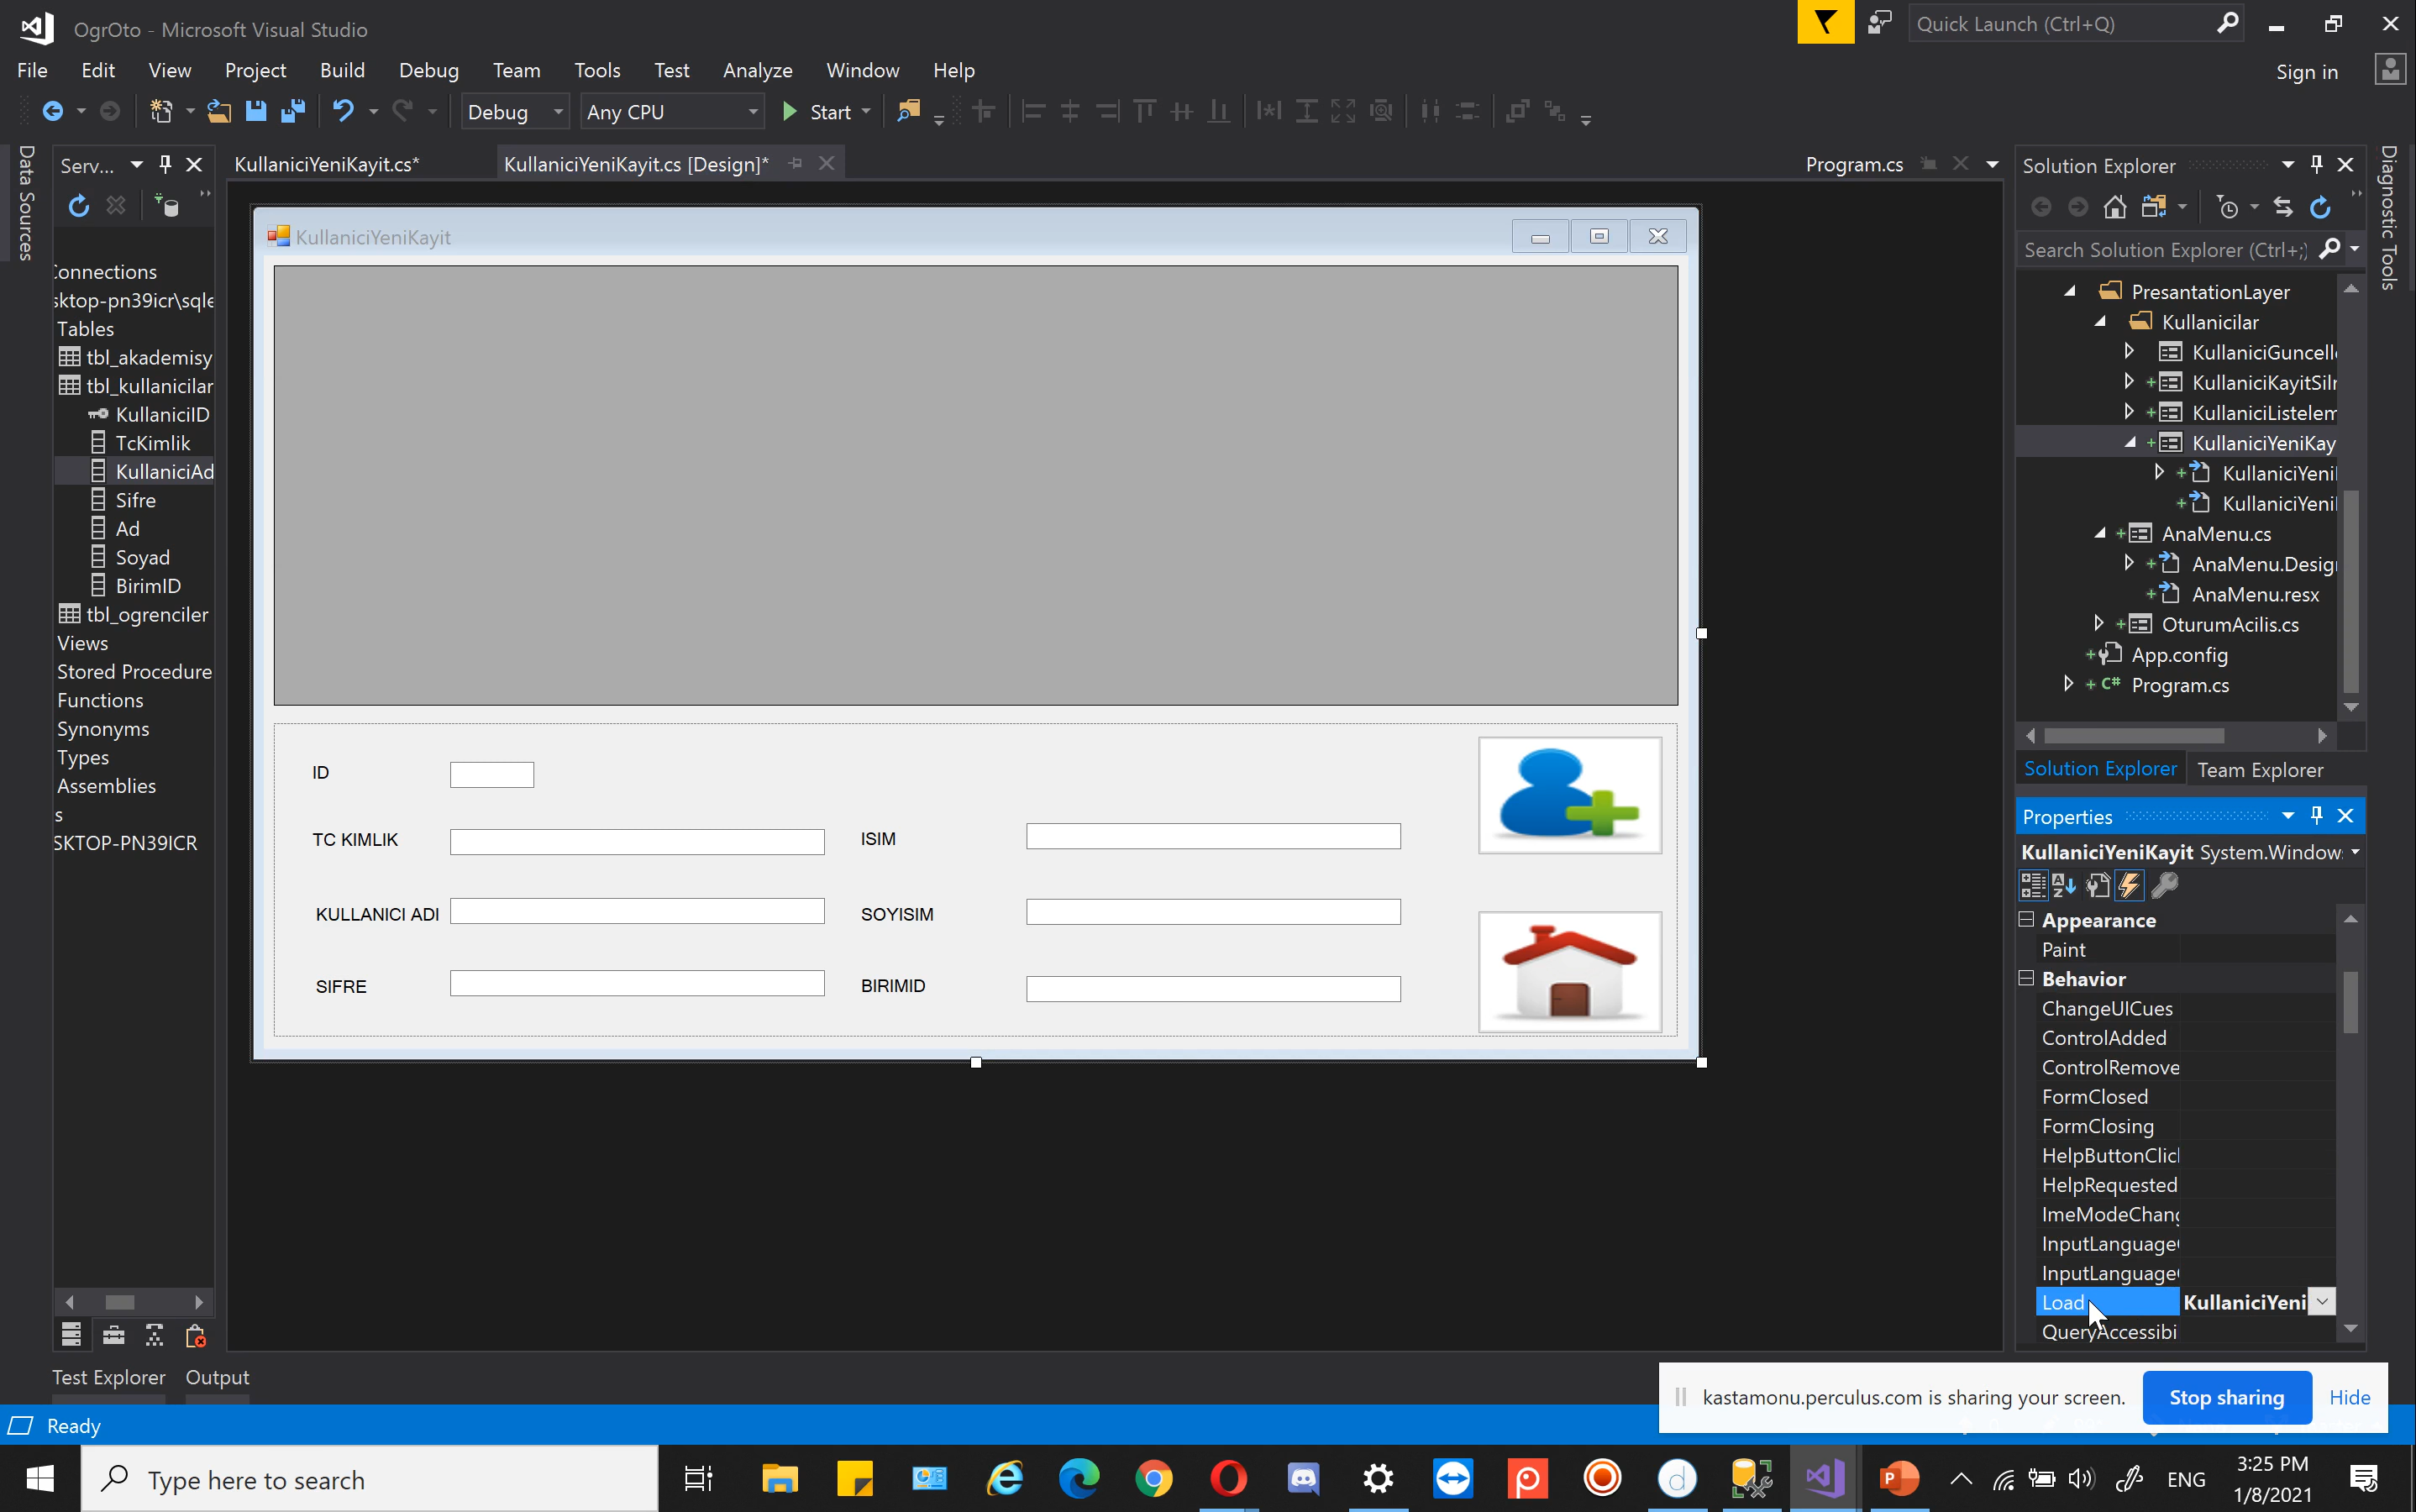 OgrOto - Microsoft Visual Studio
Quick Launch (Ctrl+Q)
File Edit View Project Build Debug Team Tools Test Analyze Window Help
Sign in
Debug Any CPU Start
Data Sources
Serv...
KullaniciYeniKayit.cs*
KullaniciYeniKayit.cs [Design]*
Program.cs
Solution Explorer
Diagnostic Tools
Search Solution Explorer (Ctrl+;)
onnections
sktop-pn39icr\sqle
Tables
tbl_akademisy
tbl_kullanicilar
KullaniciID
TcKimlik
KullaniciAd
Sifre
Ad
Soyad
BirimID
tbl_ogrenciler
Views
Stored Procedure
Functions
Synonyms
Types
Assemblies
s
SKTOP-PN39ICR
KullaniciYeniKayit
ID
TC KIMLIK
ISIM
KULLANICI ADI
SOYISIM
SIFRE
BIRIMID
PresantationLayer
Kullanicilar
KullaniciGuncell
KullaniciKayitSil
KullaniciListelem
KullaniciYeniKay
KullaniciYeni
KullaniciYeni
AnaMenu.cs
AnaMenu.Desig
AnaMenu.resx
OturumAcilis.cs
App.config
C# Program.cs
Solution Explorer Team Explorer
Properties
KullaniciYeniKayit System.Window
Appearance
Paint
Behavior
ChangeUICues
ControlAdded
ControlRemove
FormClosed
FormClosing
HelpButtonClic
HelpRequested
ImeModeChang
InputLanguage
InputLanguage
Load KullaniciYeni
QueryAccessibi
Test Explorer Output
kastamonu.perculus.com is sharing your screen. Stop sharing Hide
Ready
Type here to search
ENG
3:25 PM
1/8/2021